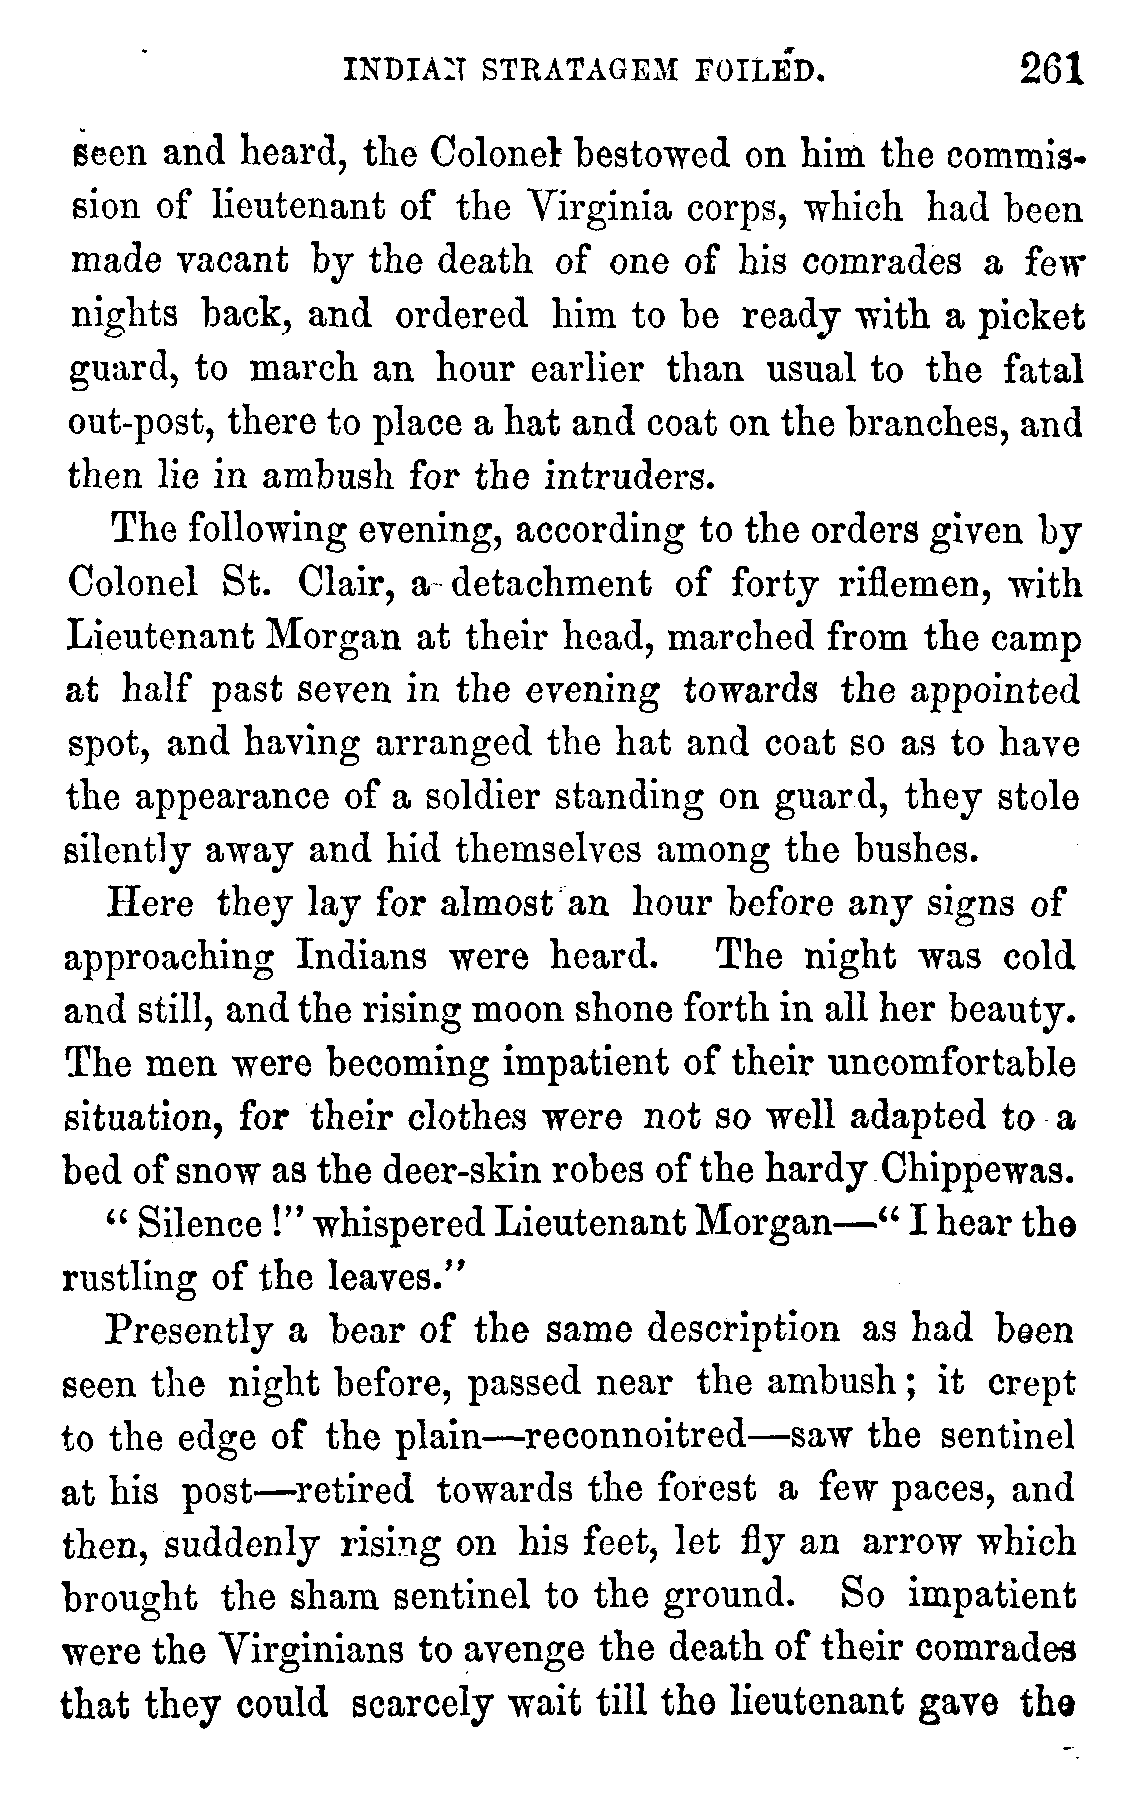 INDIAN STRATAGEM FOILED. 261
seen and heard, the Colonel bestowed on him the commis-
sion of lieutenant of the Virginia corps, which had been
made vacant by the death of one of his comrades a few
nights back, and ordered him to be ready with a picket
guard, to march an hour earlier than usual to the fatal
out-post, there to place a hat and coat on the branches, and
then lie in ambush for the intruders.
The following evening, according to the orders given by
Colonel St. Clair, a detachment of forty riflemen, with
Lieutenant Morgan at their head, marched from the camp
at half past seven in the evening towards the appointed
spot, and having arranged the hat and coat so as to have
the appearance of a soldier standing on guard, they stole
silently away and hid themselves among the bushes.
Here they lay for almost an hour before any signs of
approaching Indians were heard. The night was cold
and still, and the rising moon shone forth in all her beauty.
The men were becoming impatient of their uncomfortable
situation, for their clothes were not so well adapted to a
bed of snow as the deer-skin robes of the hardy Chippewas.
“ Silence !” whispered Lieutenant Morgan—“ I hear the
rustling of the leaves.”
Presently a bear of the same description as had been
seen the night before, passed near the ambush ; it crept
to the edge of the plain—reconnoitred—saw the sentinel
at his post—retired towards the forest a few paces, and
then, suddenly rising on his feet, let fly an arrow which
brought the sham sentinel to the ground. So impatient
were the Virginians to avenge the death of their comrades
that they could scarcely wait till the lieutenant gave the